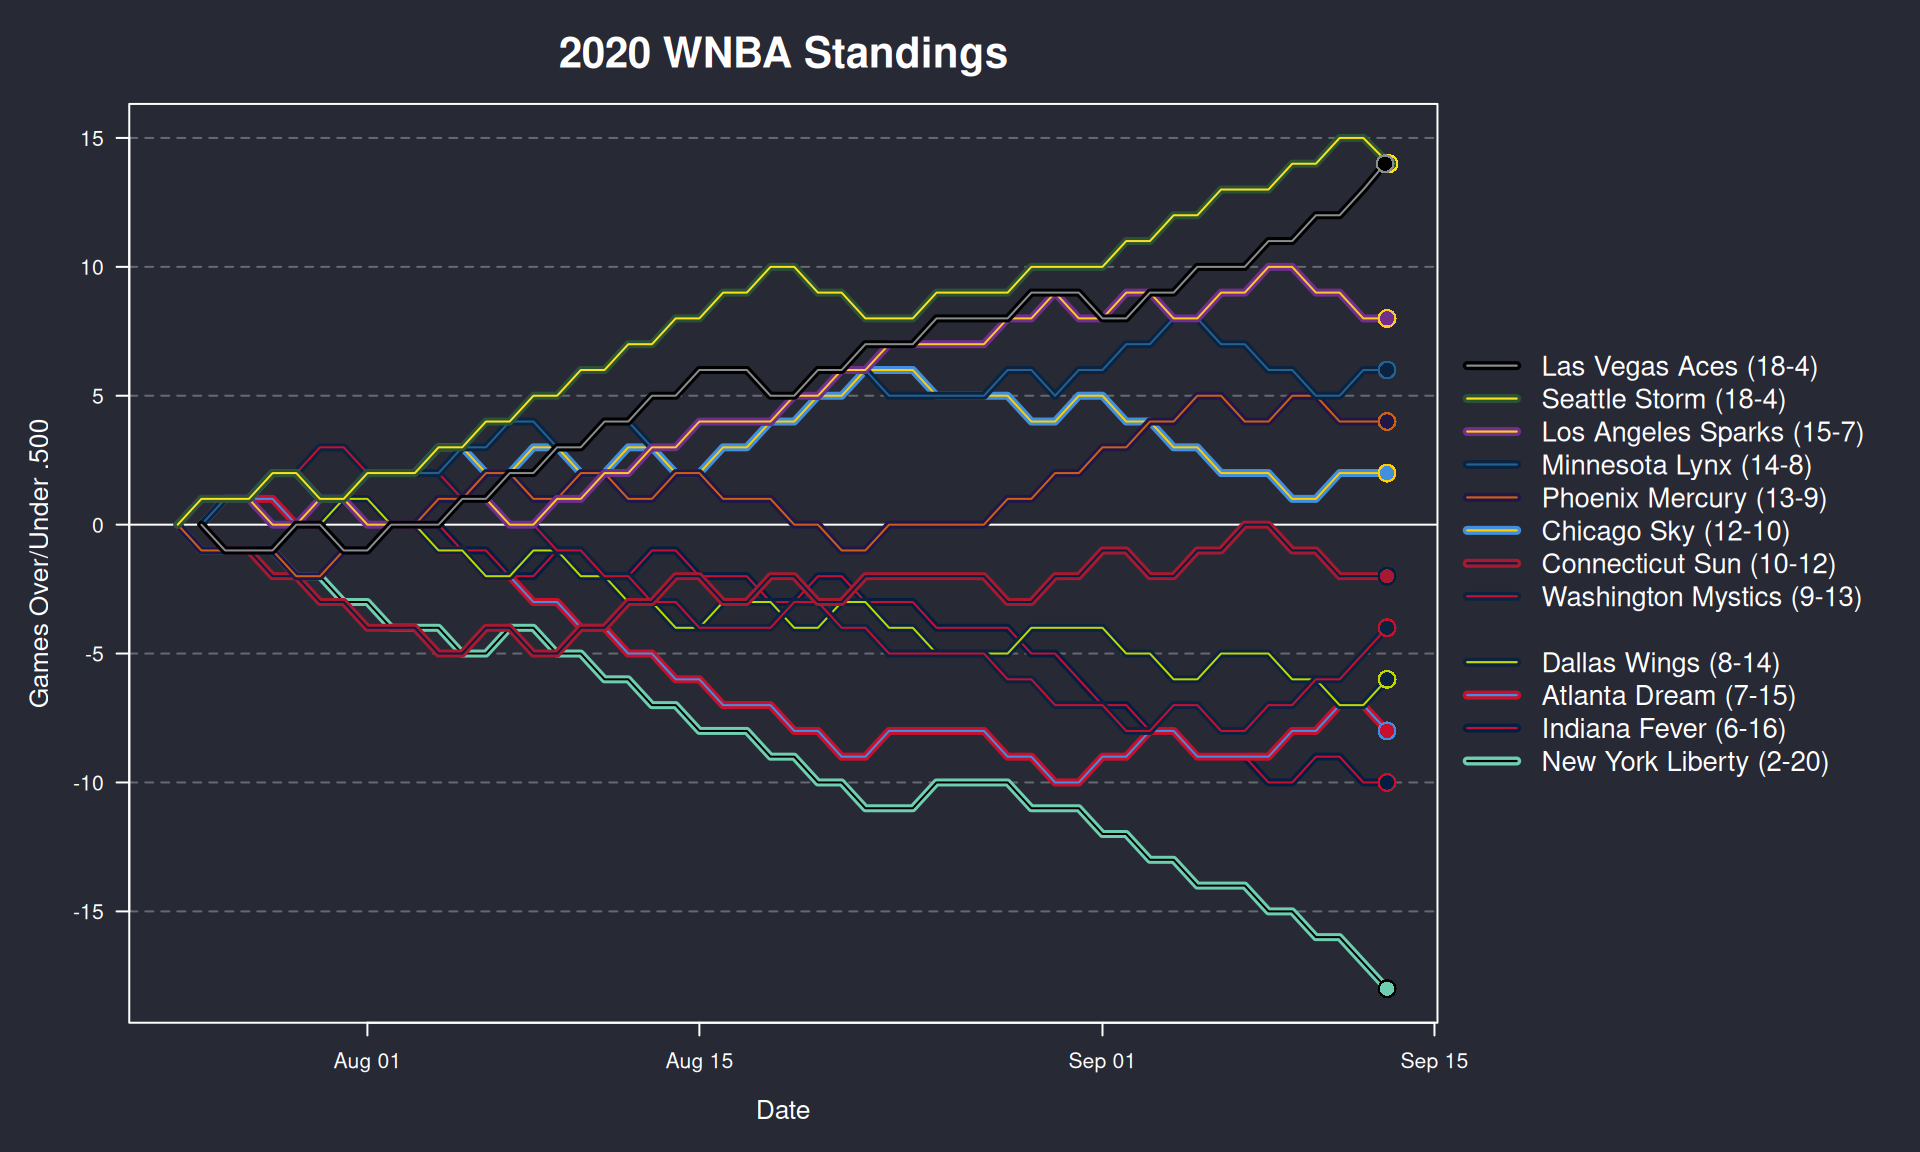 2020 WNBA Standings
Games Over/Under .500
15
10
5
0
-5
-10
-15
Aug 01
Aug 15
Sep 01
Sep 15
Date
Las Vegas Aces (18-4)
Seattle Storm (18-4)
Los Angeles Sparks (15-7)
Minnesota Lynx (14-8)
Phoenix Mercury (13-9)
Chicago Sky (12-10)
Connecticut Sun (10-12)
Washington Mystics (9-13)
Dallas Wings (8-14)
Atlanta Dream (7-15)
Indiana Fever (6-16)
New York Liberty (2-20)